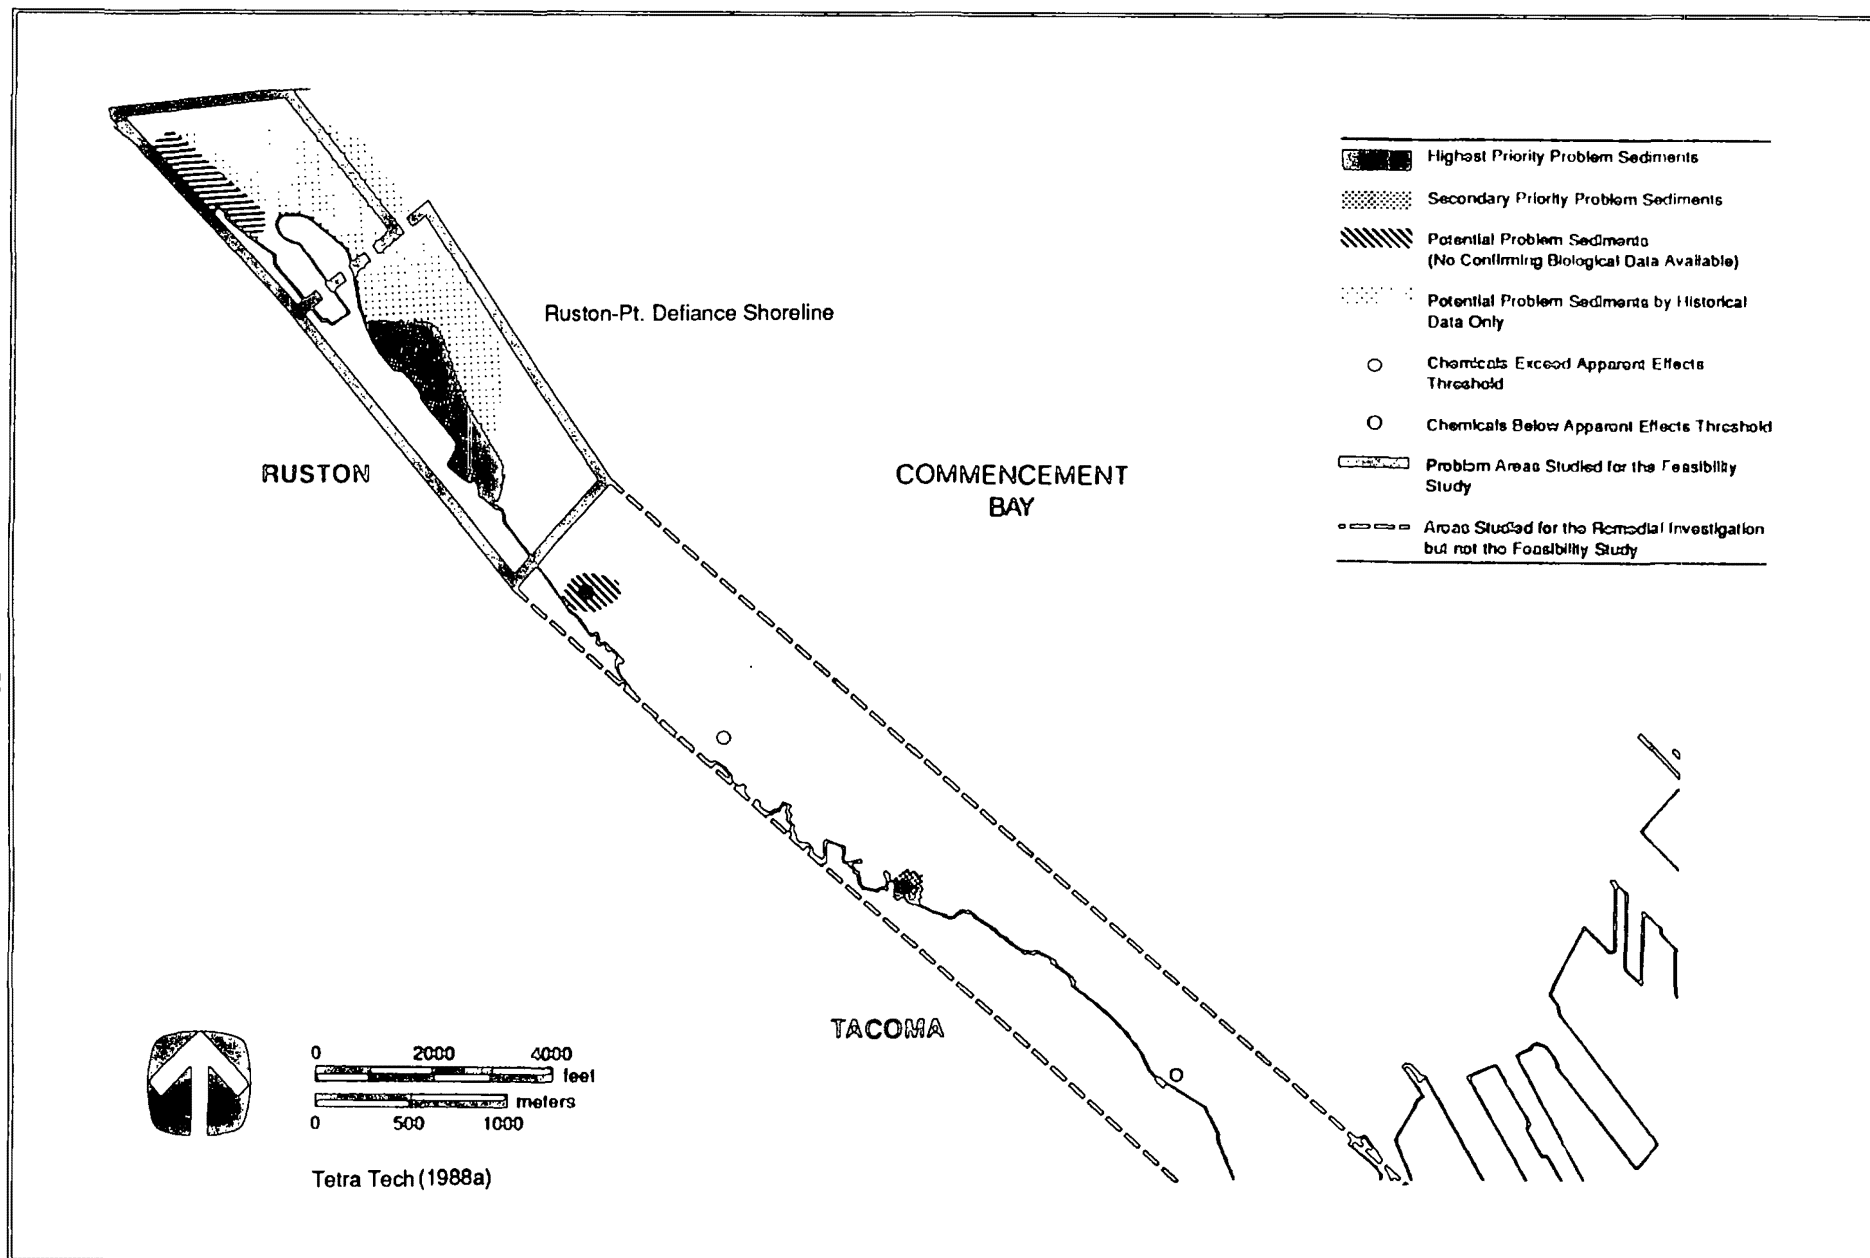 Highest Priority Problem Sediments
Secondary Priority Problem Sediments
Potential Problem Sediments
(No Confirming Biological Data Available)
Potential Problem Sediments by Historical
Data Only
Chemicals Exceed Apparent Effects
Threshold
Chemicals Below Apparent Effects Threshold
Problem Areas Studied for the Feasibility
Study
Areas Studied for the Remedial Investigation
but not the Feasibility Study
Ruston-Pt. Defiance Shoreline
RUSTON
COMMENCEMENT
BAY
TACOMA
0 2000 4000
feet
meters
0 500 1000
Tetra Tech (1988a)